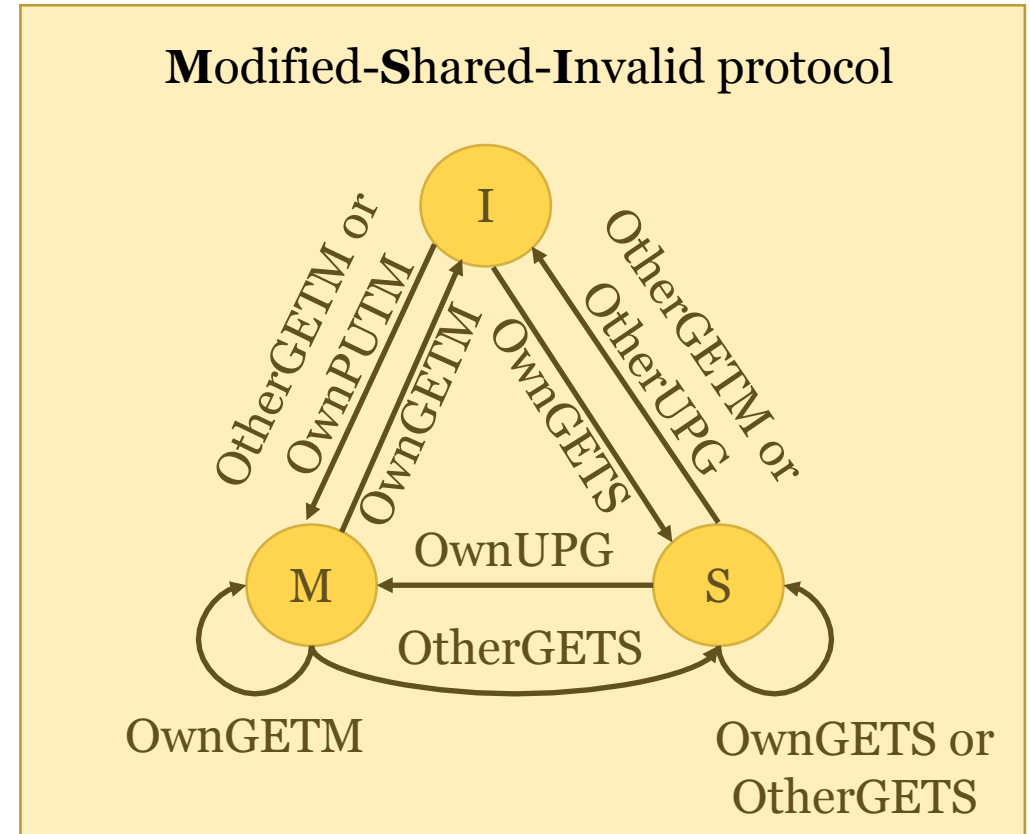 Modified-Shared-Invalid protocol
I
OtherGETM or
OwnPUTM
OwnGETM
OwnGETS
OtherGETM or
OtherUPG
M
OwnUPG
S
OtherGETS
OwnGETM
OwnGETS or
OtherGETS